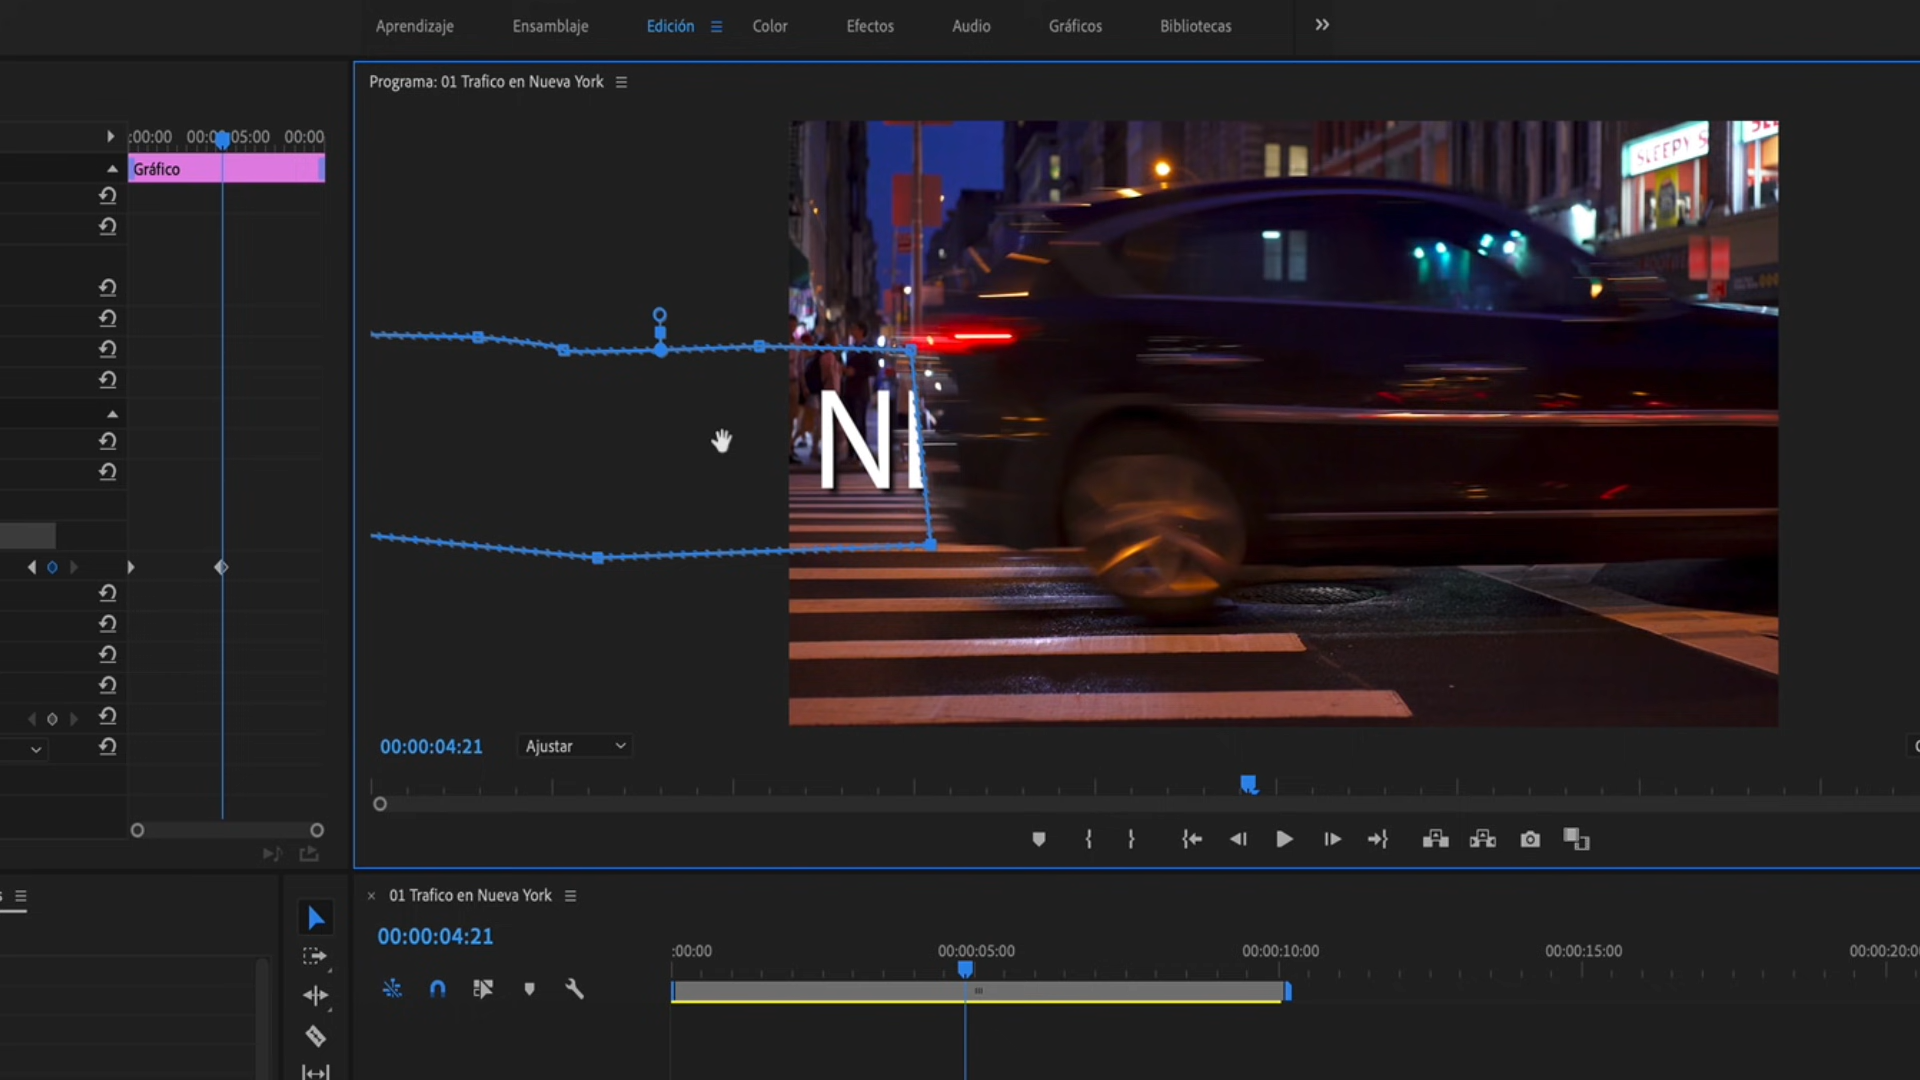 Aprendizaje Ensamblaje Edición Color Efectos Audio Gráficos Bibliotecas
Programa: 01 Trafico en Nueva York
:00:00 05:00 00:00
Gráfico
SLEEPY S
N
00:00:04:21 Ajustar
01 Trafico en Nueva York
00:00:04:21
:00:00 00:00:05:00 00:00:10:00 00:00:15:00 00:00:20:0